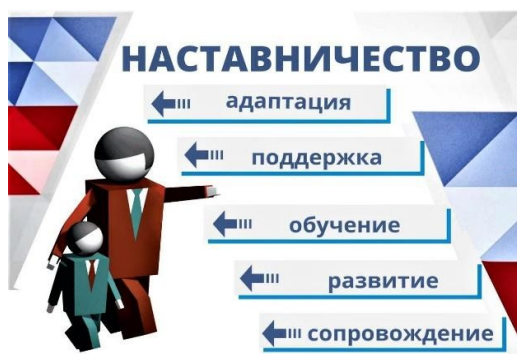 НАСТАВНИЧЕСТВО
адаптация
поддержка
обучение
развитие
сопровождение